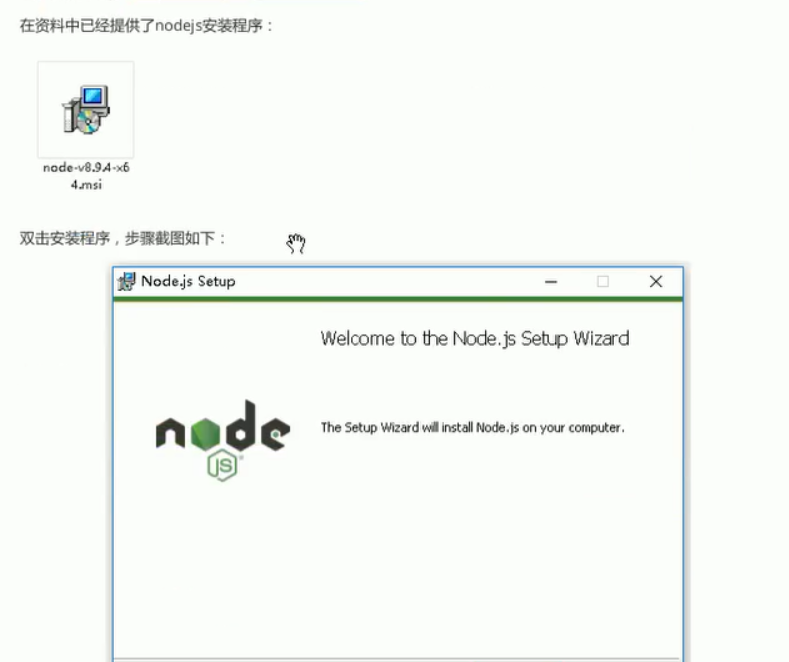 在资料中已经提供了nodejs安装程序：
node-v8.9.4-x6
4.msi
双击安装程序，步骤截图如下：
Node.js Setup
Welcome to the Node.js Setup Wizard
node
JS
The Setup Wizard will install Node.js on your computer.